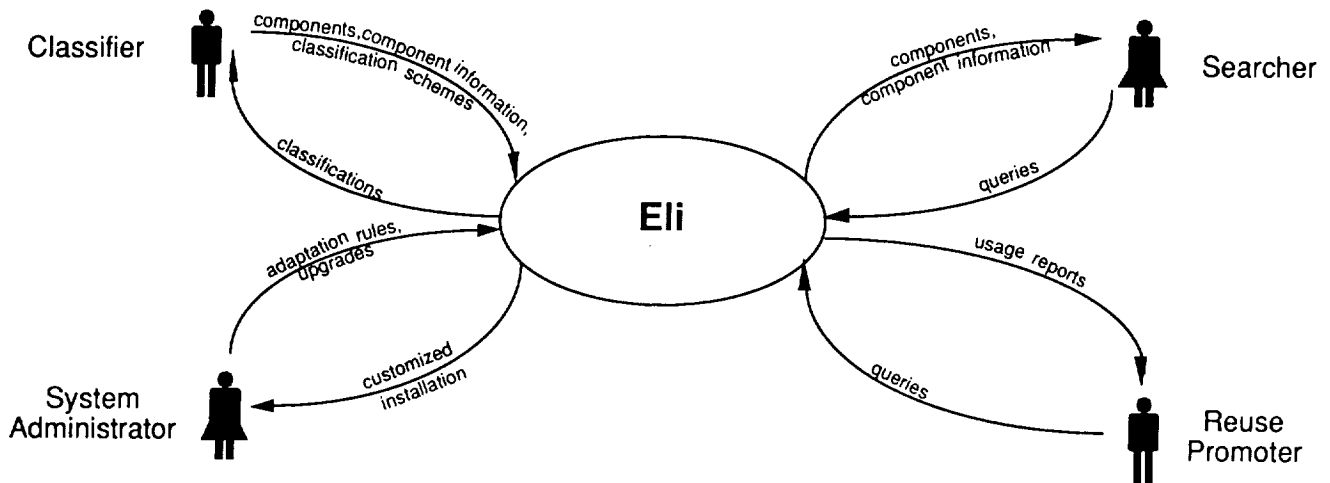 Classifier
components,component information,
classification schemes
classifications
components,
component information
Searcher
queries
Eli
adaptation rules,
upgrades
usage reports
customized
installation
queries
System
Administrator
Reuse
Promoter